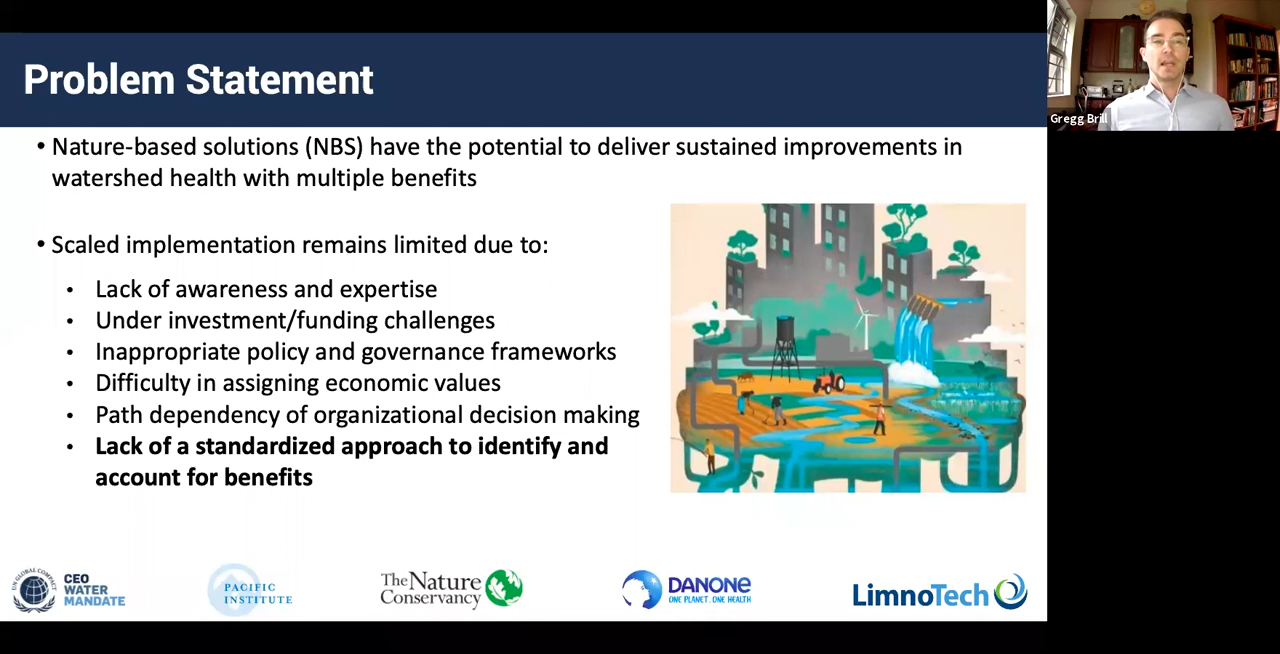 Problem Statement
Gregg Brill
• Nature-based solutions (NBS) have the potential to deliver sustained improvements in
watershed health with multiple benefits
• Scaled implementation remains limited due to:
• Lack of awareness and expertise
• Under investment/funding challenges
• Inappropriate policy and governance frameworks
• Difficulty in assigning economic values
• Path dependency of organizational decision making
• Lack of a standardized approach to identify and
account for benefits
UN GLOBAL COMPACT
CEO
WATER
MANDATE
PACIFIC
INSTITUTE
The Nature
Conservancy
DANONE
ONE PLANET. ONE HEALTH
LimnoTech